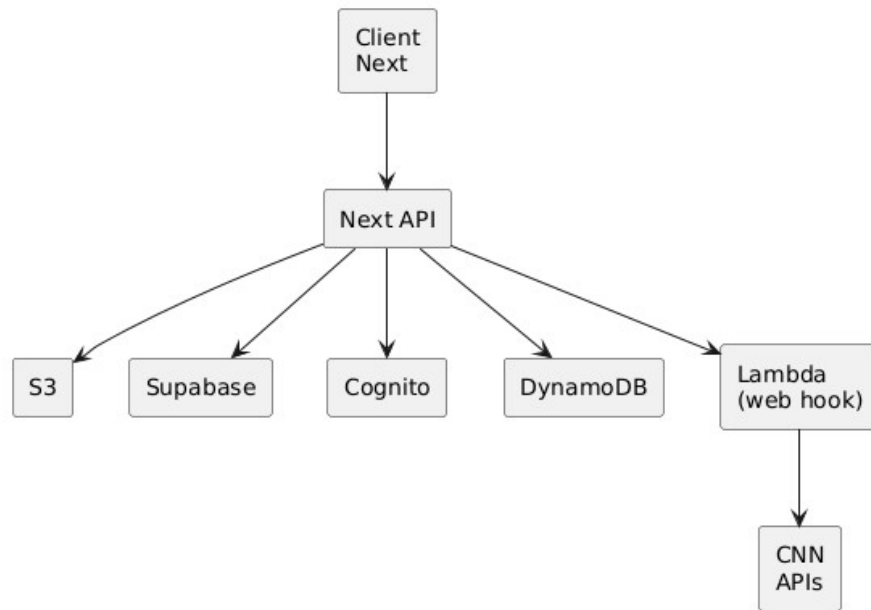 Client
Next
Next API
S3
Supabase
Cognito
DynamoDB
Lambda
(web hook)
CNN
APIs